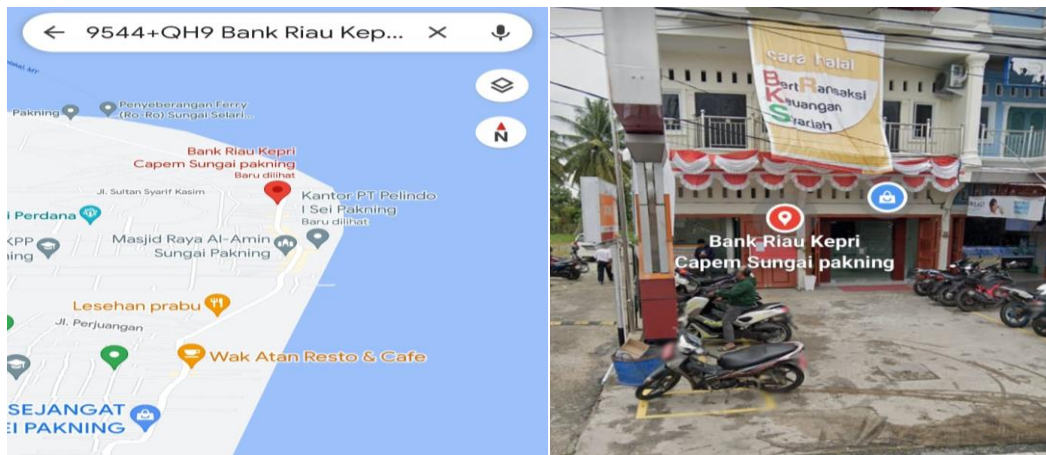 9544+QH9 Bank Riau Kep...
Pakning
Penyeberangan Ferry
(Ro-Ro) Sungai Selari...
Bank Riau Kepri
Capem Sungai pakning
Baru dilihat
Jl. Sultan Syarif Kasim
Kantor PT Pelindo
I Sei Pakning
Baru dilihat
i Perdana
Masjid Raya Al-Amin
Sungai Pakning
KPP
ning
Lesehan prabu
Jl. Perjuangan
Wak Atan Resto & Cafe
SEJANGAT
EI PAKNING
N
cara halal
BertRansaksi
Keuangan
Syariah
Bank Riau Kepri
Capem Sungai pakning